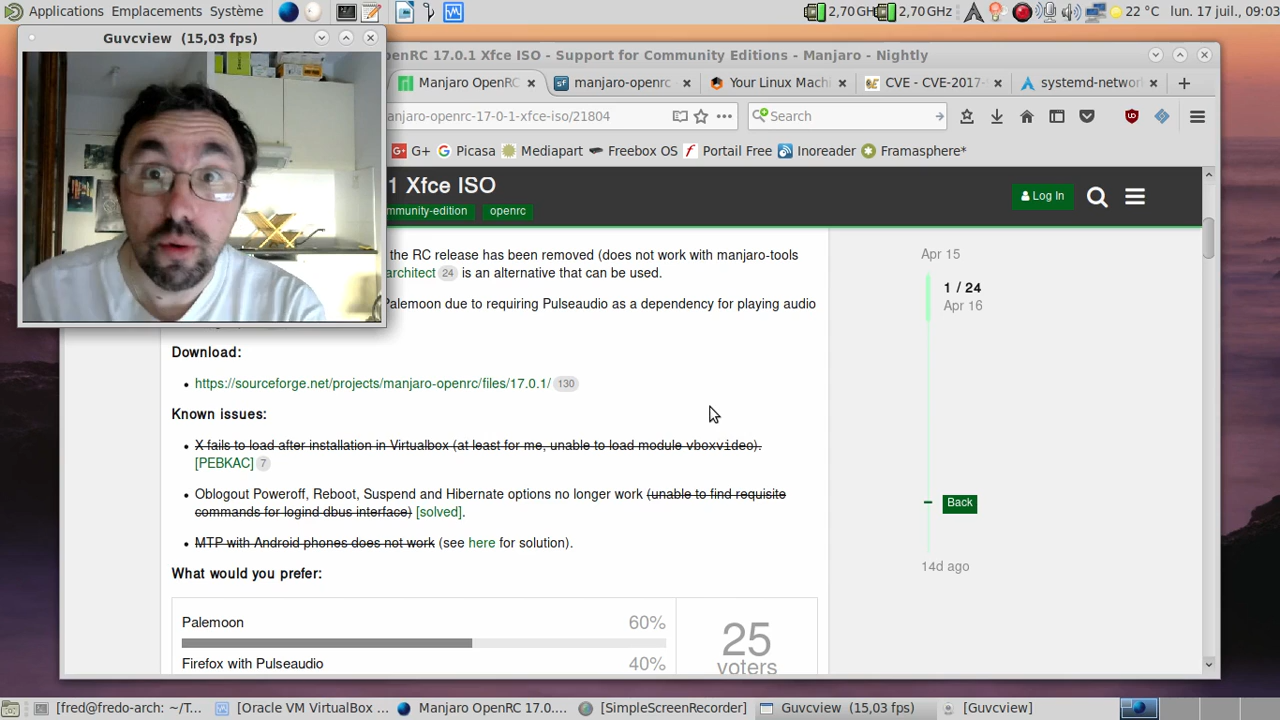 Applications Emplacements Système
2,70 GHz 2,70 GHz 22 °C lun. 17 juil., 09:03
Guvcview (15,03 fps)
enRC 17.0.1 Xfce ISO - Support for Community Editions - Manjaro - Nightly
Manjaro OpenRC
manjaro-openrc
Your Linux Machi
CVE - CVE-2017-
systemd-networ
anjaro-openrc-17-0-1-xfce-iso/21804
Search
G+ Picasa Mediapart Freebox OS Portail Free Inoreader Framasphere*
1 Xfce ISO
mmunity-edition openrc
Log In
the RC release has been removed (does not work with manjaro-tools
architect 24 is an alternative that can be used.
Palemoon due to requiring Pulseaudio as a dependency for playing audio
Download:
https://sourceforge.net/projects/manjaro-openrc/files/17.0.1/ 130
Known issues:
X fails to load after installation in Virtualbox (at least for me, unable to load module vboxvideo).
[PEBKAC] 7
Oblogout Poweroff, Reboot, Suspend and Hibernate options no longer work (unable to find requisite
commands for logind dbus interface) [solved].
MTP with Android phones does not work (see here for solution).
What would you prefer:
Palemoon 60%
Firefox with Pulseaudio 40%
25
voters
Apr 15
1 / 24
Apr 16
Back
14d ago
[fred@fredo-arch: ~/T...
[Oracle VM VirtualBox ...
Manjaro OpenRC 17.0....
[SimpleScreenRecorder]
Guvcview (15,03 fps)
[Guvcview]